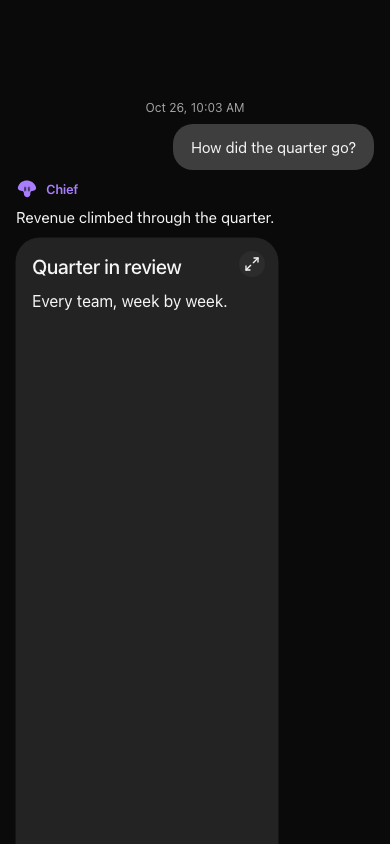 Oct 26, 10:03 AM
How did the quarter go?
Chief
Revenue climbed through the quarter.
Quarter in review
Every team, week by week.